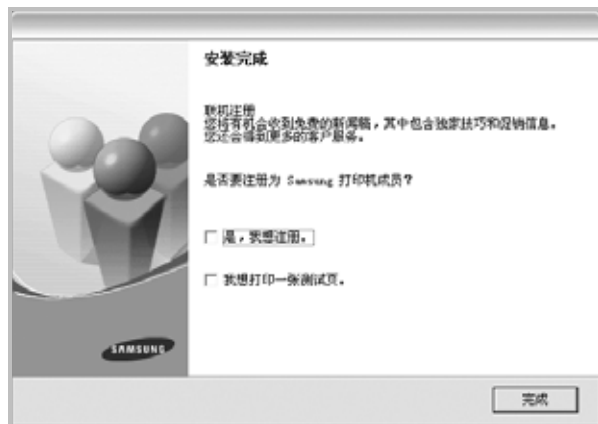 安装完成
联机注册
您将有机会收到免费的新闻稿，其中包含独家技巧和促销信息。
您还会得到更多的客户服务。
是否要注册为 Samsung 打印机成员？
是，我想注册。
我想打印一张测试页。
SAMSUNG
完成